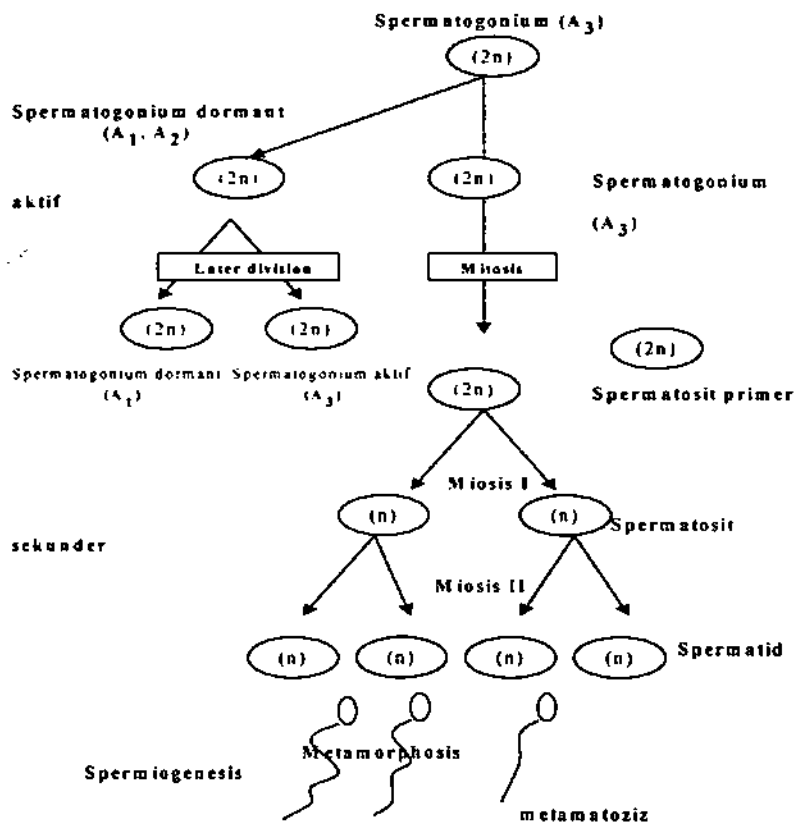 Spermatogonium (A3)
(2n)
Spermatogonium dormant
(A1, A2)
(2n)
(2n)
Spermatogonium
aktif
(A3)
Later division
Mitosis
(2n)
(2n)
(2n)
Spermatogonium dormant
Spermatogonium aktif
(A1)
(A3)
(2n)
Spermatosit primer
Miosis I
(n)
(n)
Spermatosit
sekunder
Miosis II
(n)
(n)
(n)
(n)
Spermatid
Metamorphosis
Spermiogenesis
metamatoziz